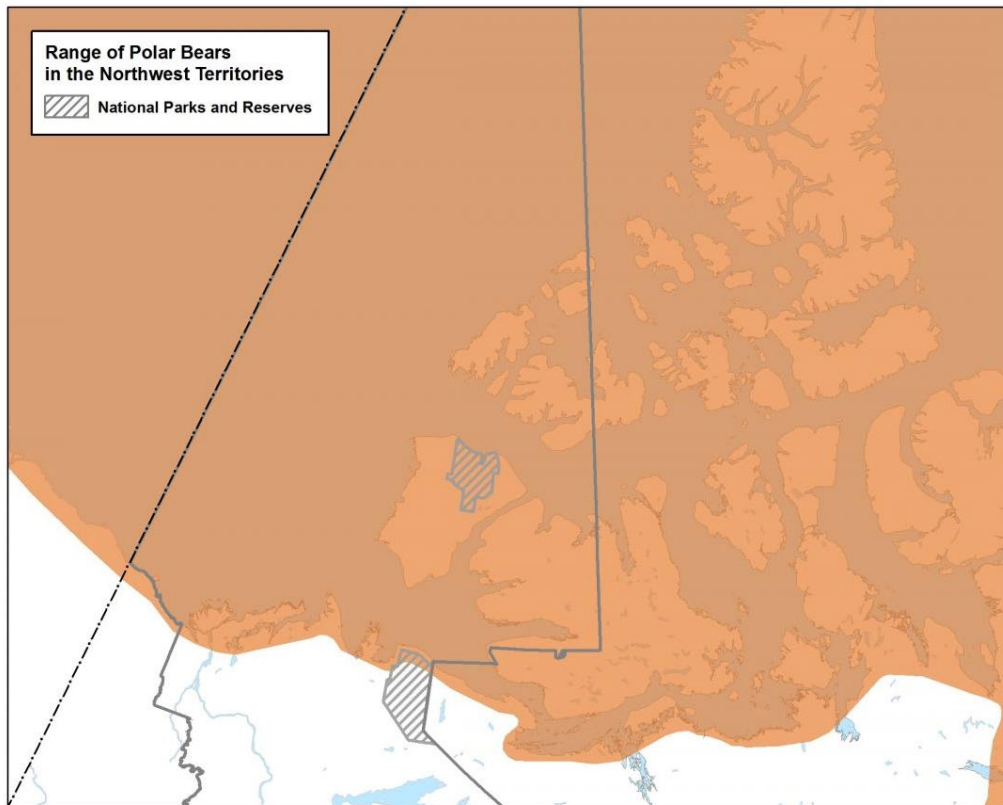 Range of Polar Bears
in the Northwest Territories
National Parks and Reserves